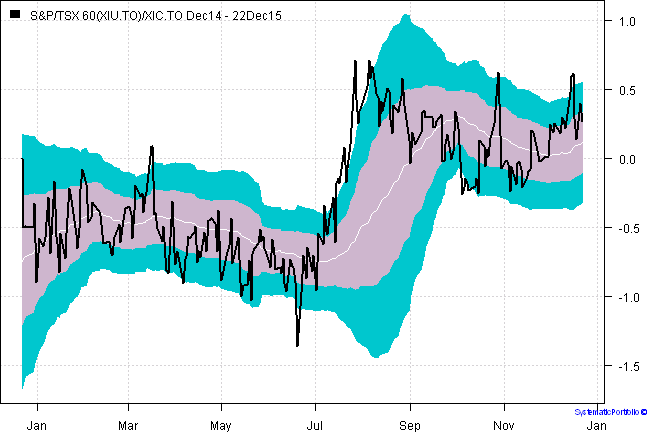 S&P/TSX 60(XIU.TO)/XIC.TO Dec14 - 22Dec15
1.0
0.5
0.0
-0.5
-1.0
-1.5
Jan Mar May Jul Sep Nov Jan
SystematicPortfolio ©